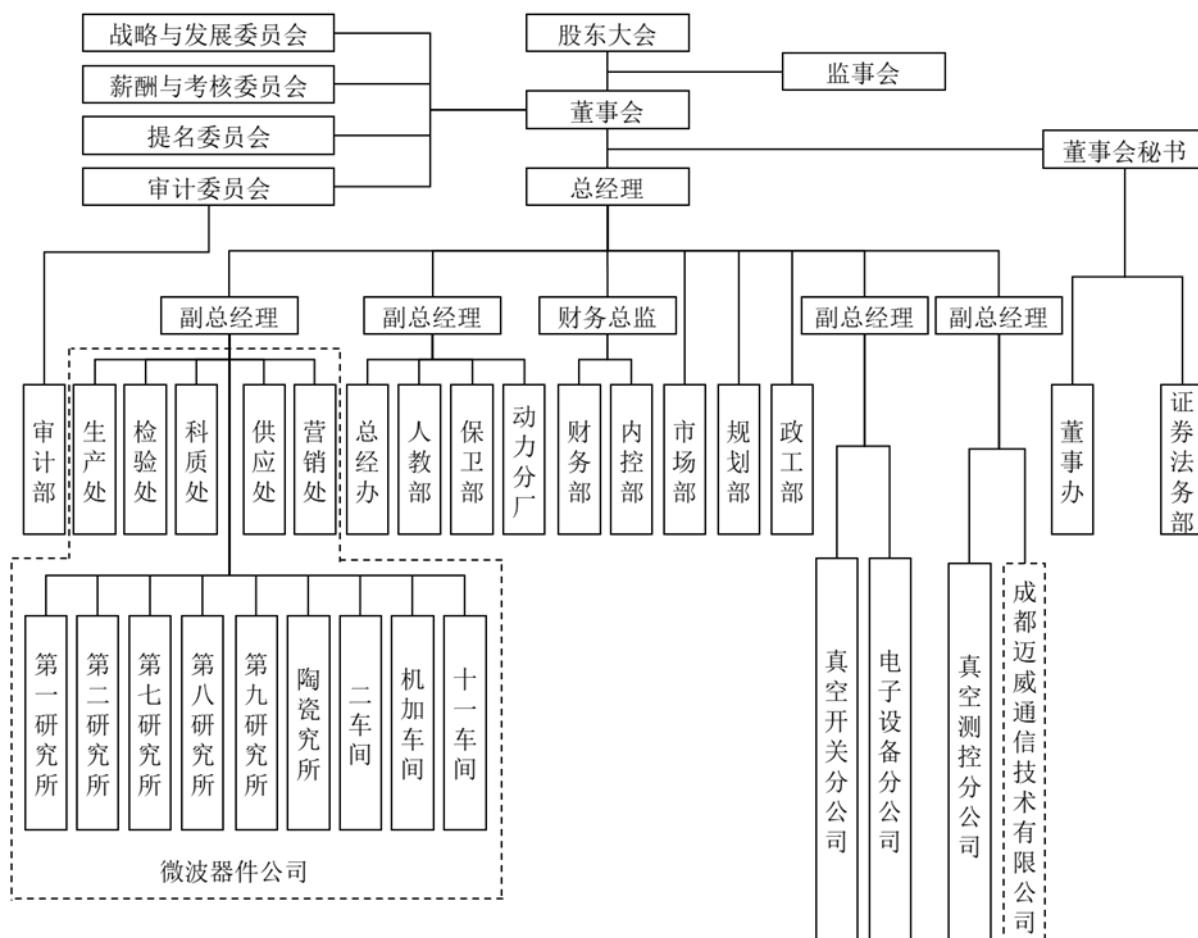 战略与发展委员会
股东大会
监事会
薪酬与考核委员会
董事会
提名委员会
董事会秘书
审计委员会
总经理
副总经理
副总经理
财务总监
副总经理
副总经理
审计部
生产处
检验处
科质处
供应处
营销处
总经办
人教部
保卫部
动力分厂
财务部
内控部
市场部
规划部
政工部
董事办
证券法务部
第一研究所
第二研究所
第七研究所
第八研究所
第九研究所
陶瓷究所
二车间
机加车间
十一车间
真空开关分公司
电子设备分公司
真空测控分公司
成都迈威通信技术有限公司
微波器件公司